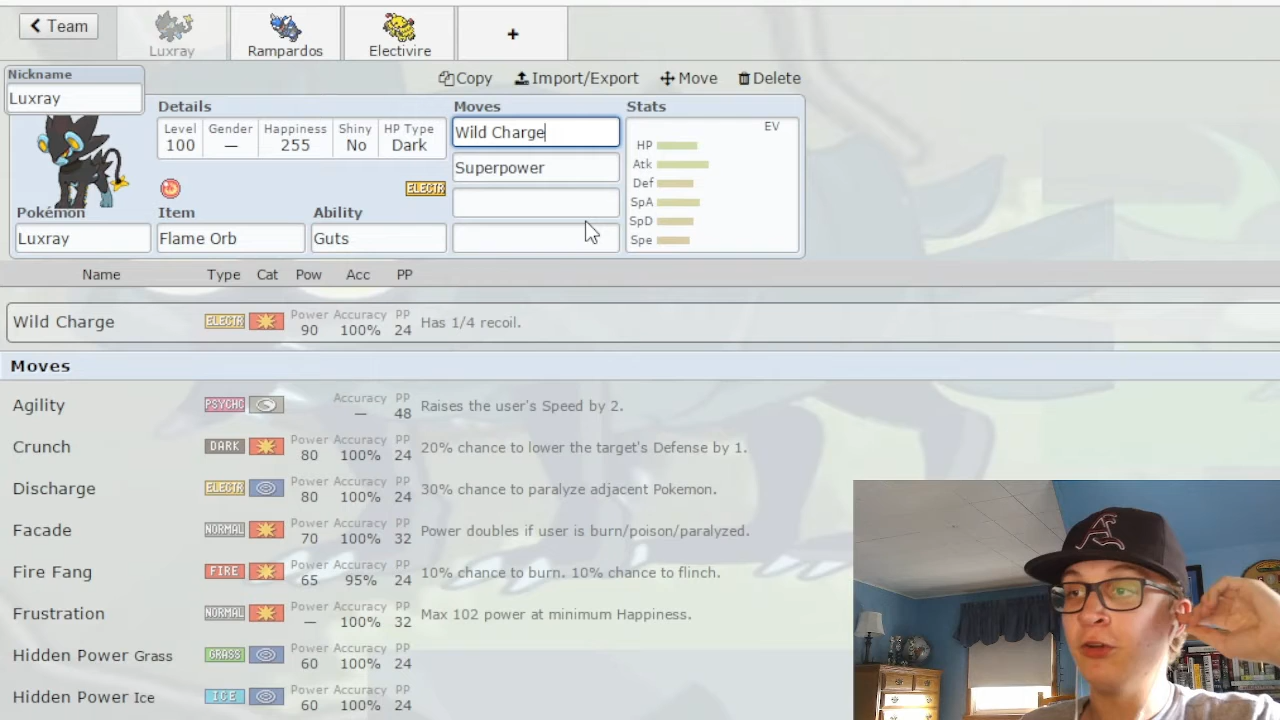 Team
Luxray
Rampardos
Electivire
+
Copy
Import/Export
Move
Delete
Nickname
Luxray
Details
Moves
Stats
Level
100
Gender
—
Happiness
255
Shiny
No
HP Type
Dark
Wild Charge
Superpower
EV
HP
Atk
Def
SpA
SpD
Spe
ELECTR
Pokémon
Luxray
Item
Flame Orb
Ability
Guts
Name Type Cat Pow Acc PP
Wild Charge ELECTR Power 90 Accuracy 100% PP 24 Has 1/4 recoil.
Moves
Agility PSYCHC Accuracy — PP 48 Raises the user's Speed by 2.
Crunch DARK Power 80 Accuracy 100% PP 24 20% chance to lower the target's Defense by 1.
Discharge ELECTR Power 80 Accuracy 100% PP 24 30% chance to paralyze adjacent Pokemon.
Facade NORMAL Power 70 Accuracy 100% PP 32 Power doubles if user is burn/poison/paralyzed.
Fire Fang FIRE Power 65 Accuracy 95% PP 24 10% chance to burn. 10% chance to flinch.
Frustration NORMAL Power — Accuracy 100% PP 32 Max 102 power at minimum Happiness.
Hidden Power Grass GRASS Power 60 Accuracy 100% PP 24
Hidden Power Ice ICE Power 60 Accuracy 100% PP 24
A